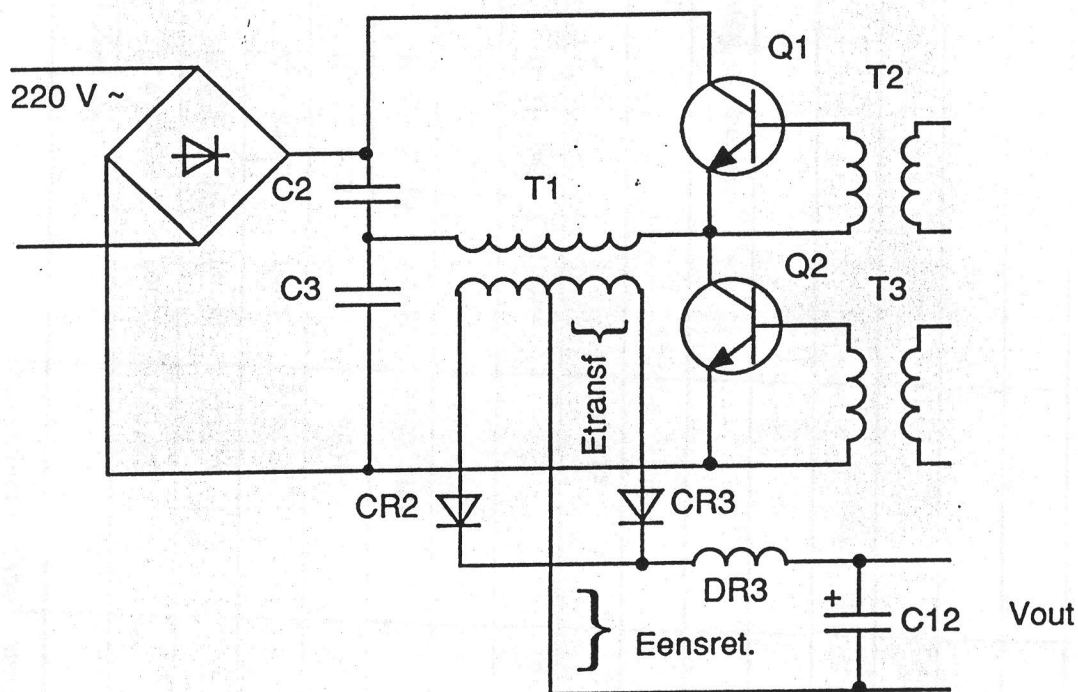 Q1
T2
220 V ~
C2
T1
Q2
C3
T3
Etransf
CR2
CR3
DR3
+
C12
Vout
Eensret.